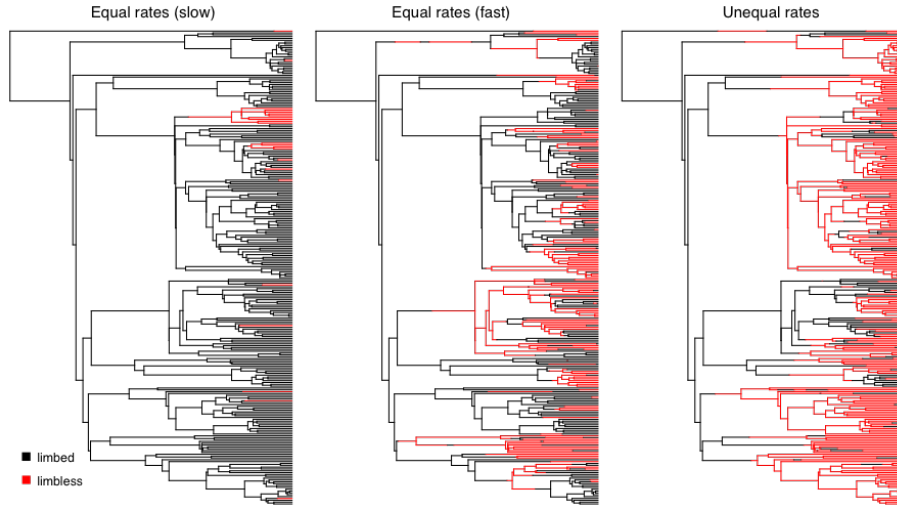 Equal rates (slow)
Equal rates (fast)
Unequal rates
limbed
limbless